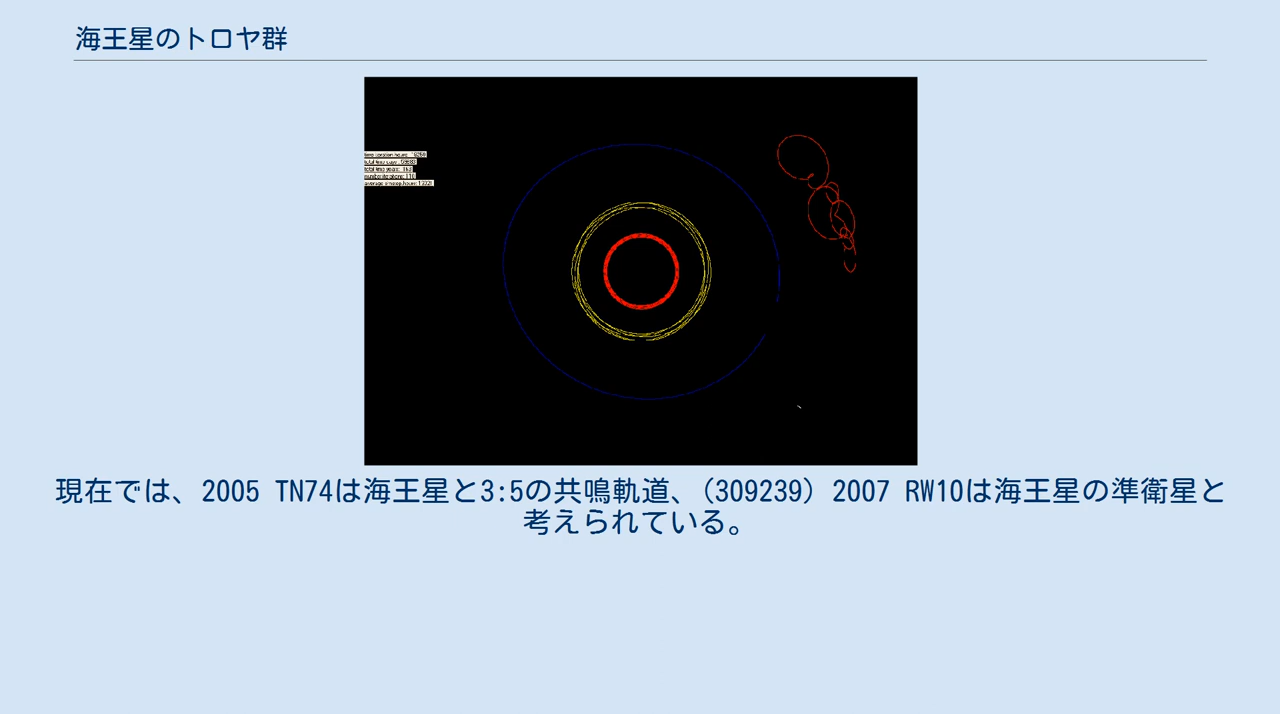 海王星のトロヤ群
現在では、2005 TN74は海王星と3:5の共鳴軌道、(309239) 2007 RW10は海王星の準衛星と
考えられている。